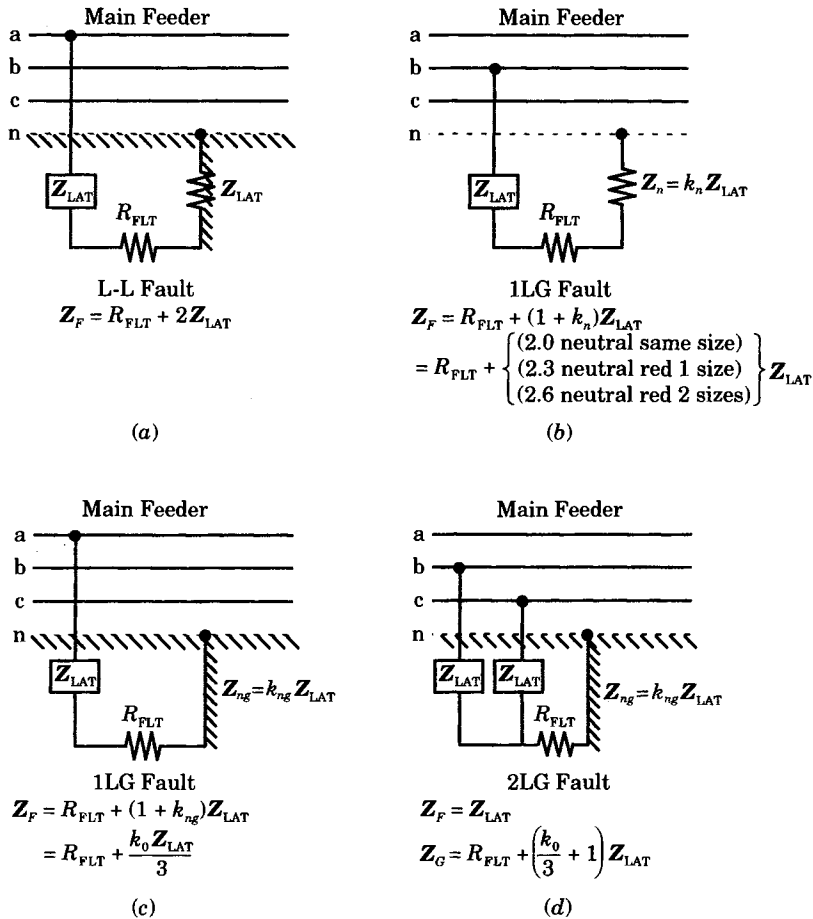 Main Feeder
a
b
c
n
Z_LAT
Z_LAT
R_FLT
L-L Fault
Z_F = R_FLT + 2Z_LAT
(a)
Main Feeder
a
b
c
n
Z_LAT
Z_n = k_n Z_LAT
R_FLT
1LG Fault
Z_F = R_FLT + (1 + k_n)Z_LAT
= R_FLT + { (2.0 neutral same size)
(2.3 neutral red 1 size)
(2.6 neutral red 2 sizes) } Z_LAT
(b)
Main Feeder
a
b
c
n
Z_LAT
Z_ng = k_ng Z_LAT
R_FLT
1LG Fault
Z_F = R_FLT + (1 + k_ng)Z_LAT
= R_FLT + k_0 Z_LAT / 3
(c)
Main Feeder
a
b
c
n
Z_LAT
Z_LAT
Z_ng = k_ng Z_LAT
R_FLT
2LG Fault
Z_F = Z_LAT
Z_G = R_FLT + (k_0 / 3 + 1) Z_LAT
(d)